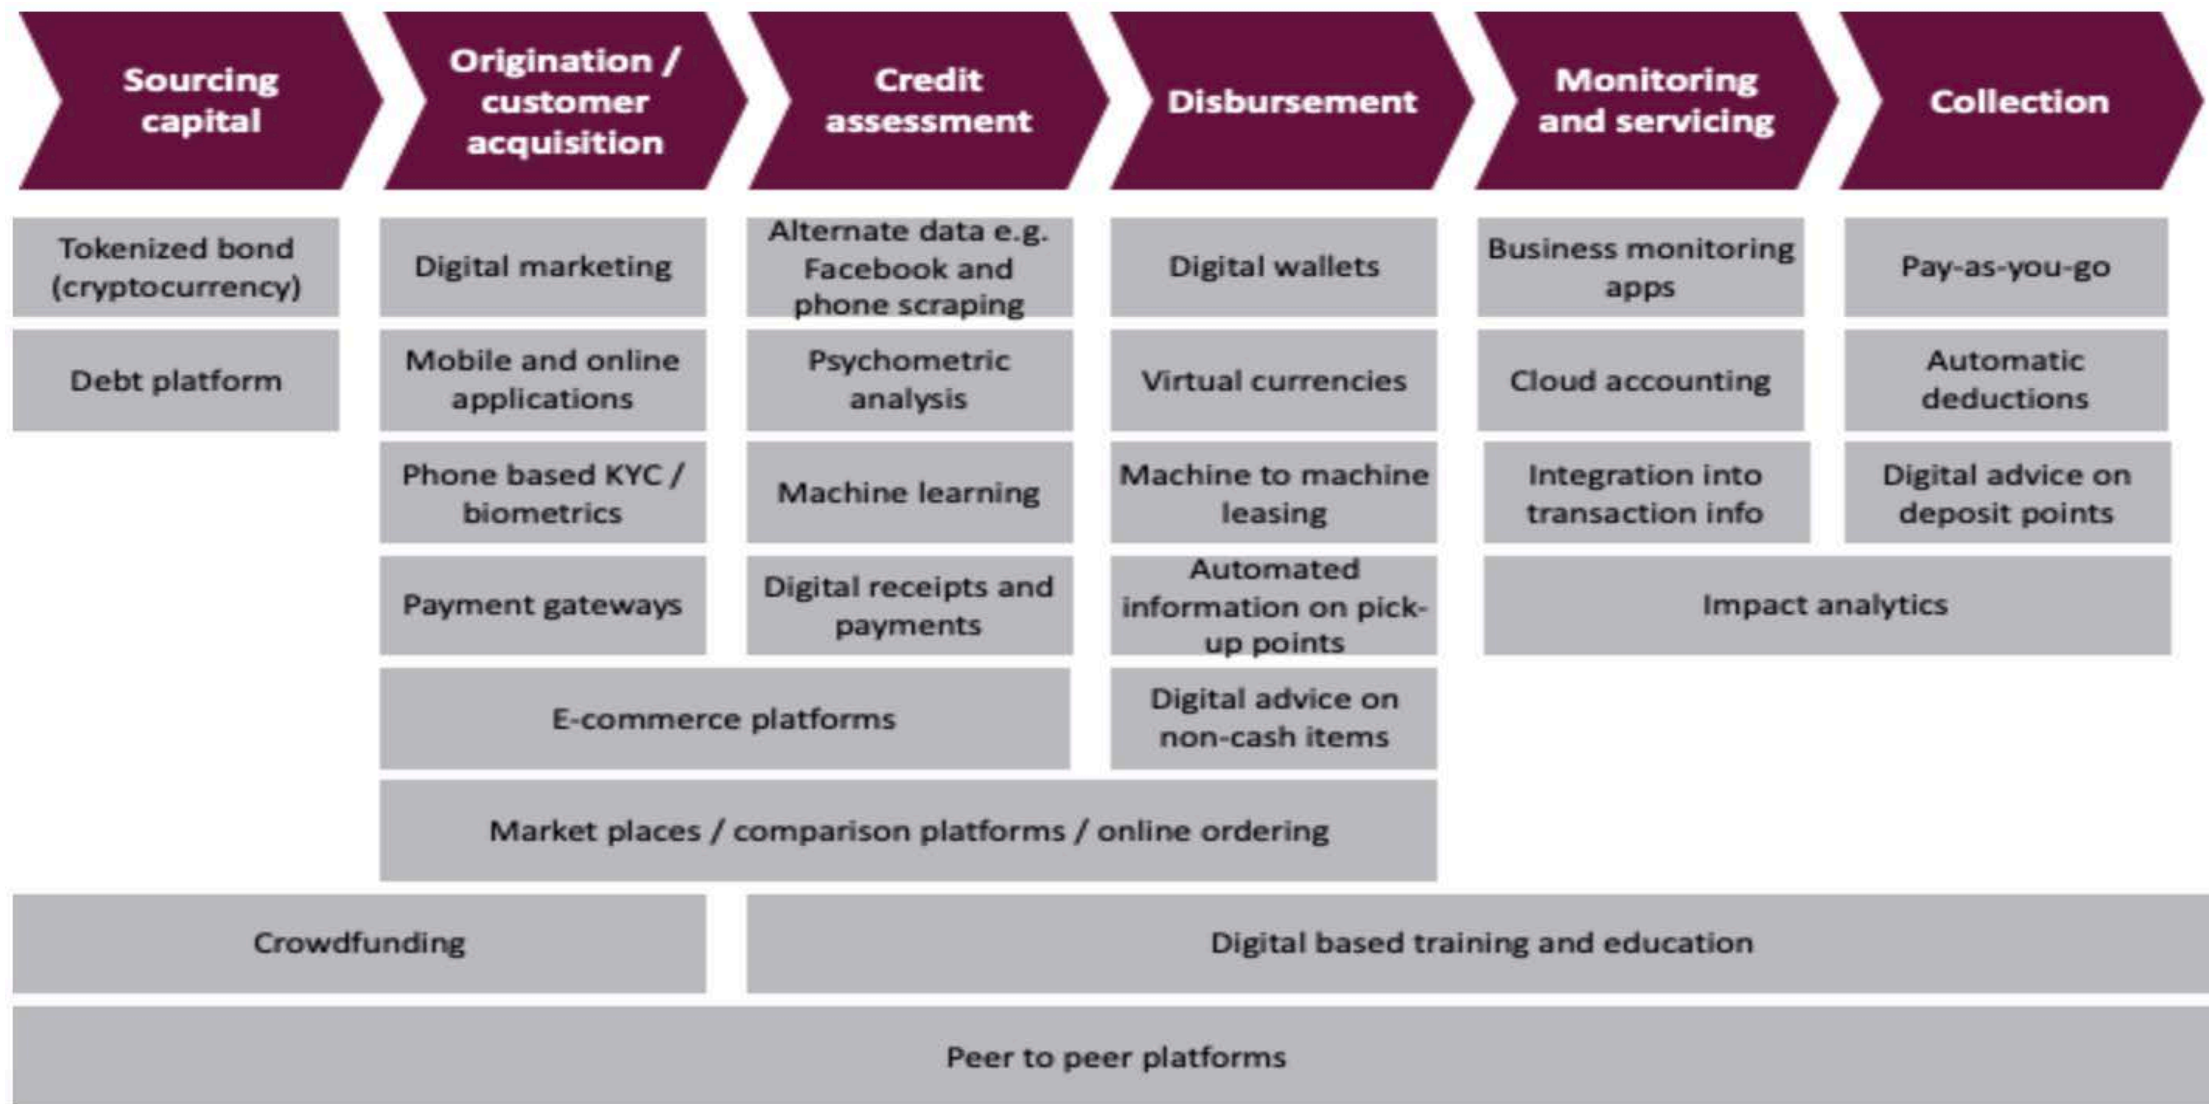 Sourcing
capital
Origination /
customer
acquisition
Credit
assessment
Disbursement
Monitoring
and servicing
Collection
Tokenized bond
(cryptocurrency)
Digital marketing
Alternate data e.g.
Facebook and
phone scraping
Digital wallets
Business monitoring
apps
Pay-as-you-go
Debt platform
Mobile and online
applications
Psychometric
analysis
Virtual currencies
Cloud accounting
Automatic
deductions
Phone based KYC /
biometrics
Machine learning
Machine to machine
leasing
Integration into
transaction info
Digital advice on
deposit points
Payment gateways
Digital receipts and
payments
Automated
information on pick-
up points
Impact analytics
E-commerce platforms
Digital advice on
non-cash items
Market places / comparison platforms / online ordering
Crowdfunding
Digital based training and education
Peer to peer platforms